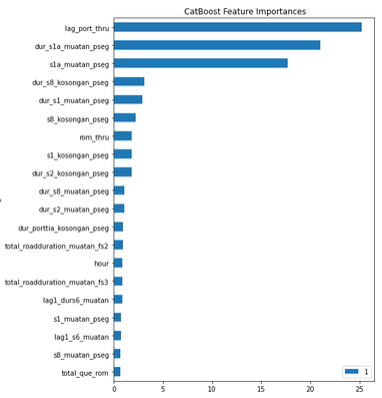 CatBoost Feature Importances
lag_port_thru
dur_s1a_muatan_pseg
s1a_muatan_pseg
dur_s8_kosongan_pseg
dur_s1_muatan_pseg
s8_kosongan_pseg
rom_thru
s1_kosongan_pseg
dur_s2_kosongan_pseg
dur_s8_muatan_pseg
dur_s2_muatan_pseg
dur_porttia_kosongan_pseg
total_roadduration_muatan_fs2
hour
total_roadduration_muatan_fs3
lag1_durs6_muatan
s1_muatan_pseg
lag1_s6_muatan
s8_muatan_pseg
total_que_rom
1
0 5 10 15 20 25